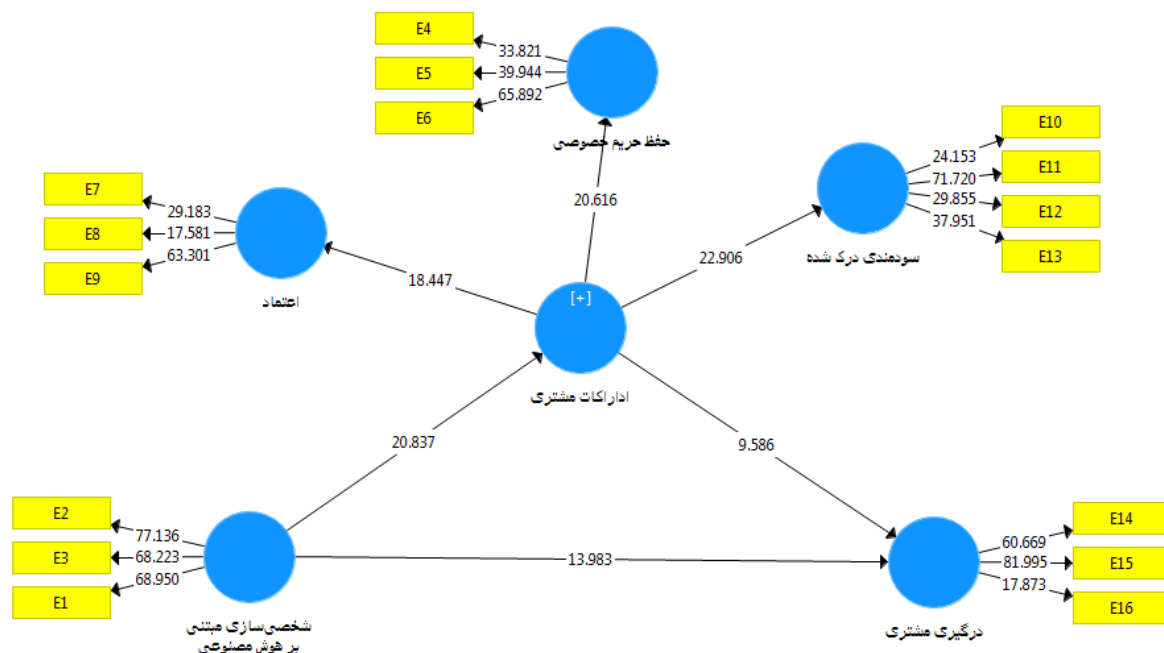 E4
33.821
E5
39.944
E6
65.892
حفظ حریم خصوصی
E10
24.153
E11
71.720
E12
29.855
E13
37.951
سودمندی درک شده
E7
29.183
E8
17.581
E9
63.301
اعتماد
20.616
18.447
22.906
[+]
اداراکات مشتری
20.837
9.586
E2
77.136
E3
68.223
E1
68.950
شخصی‌سازی مبتنی
بر هوش مصنوعی
13.983
E14
60.669
E15
81.995
E16
17.873
درگیری مشتری